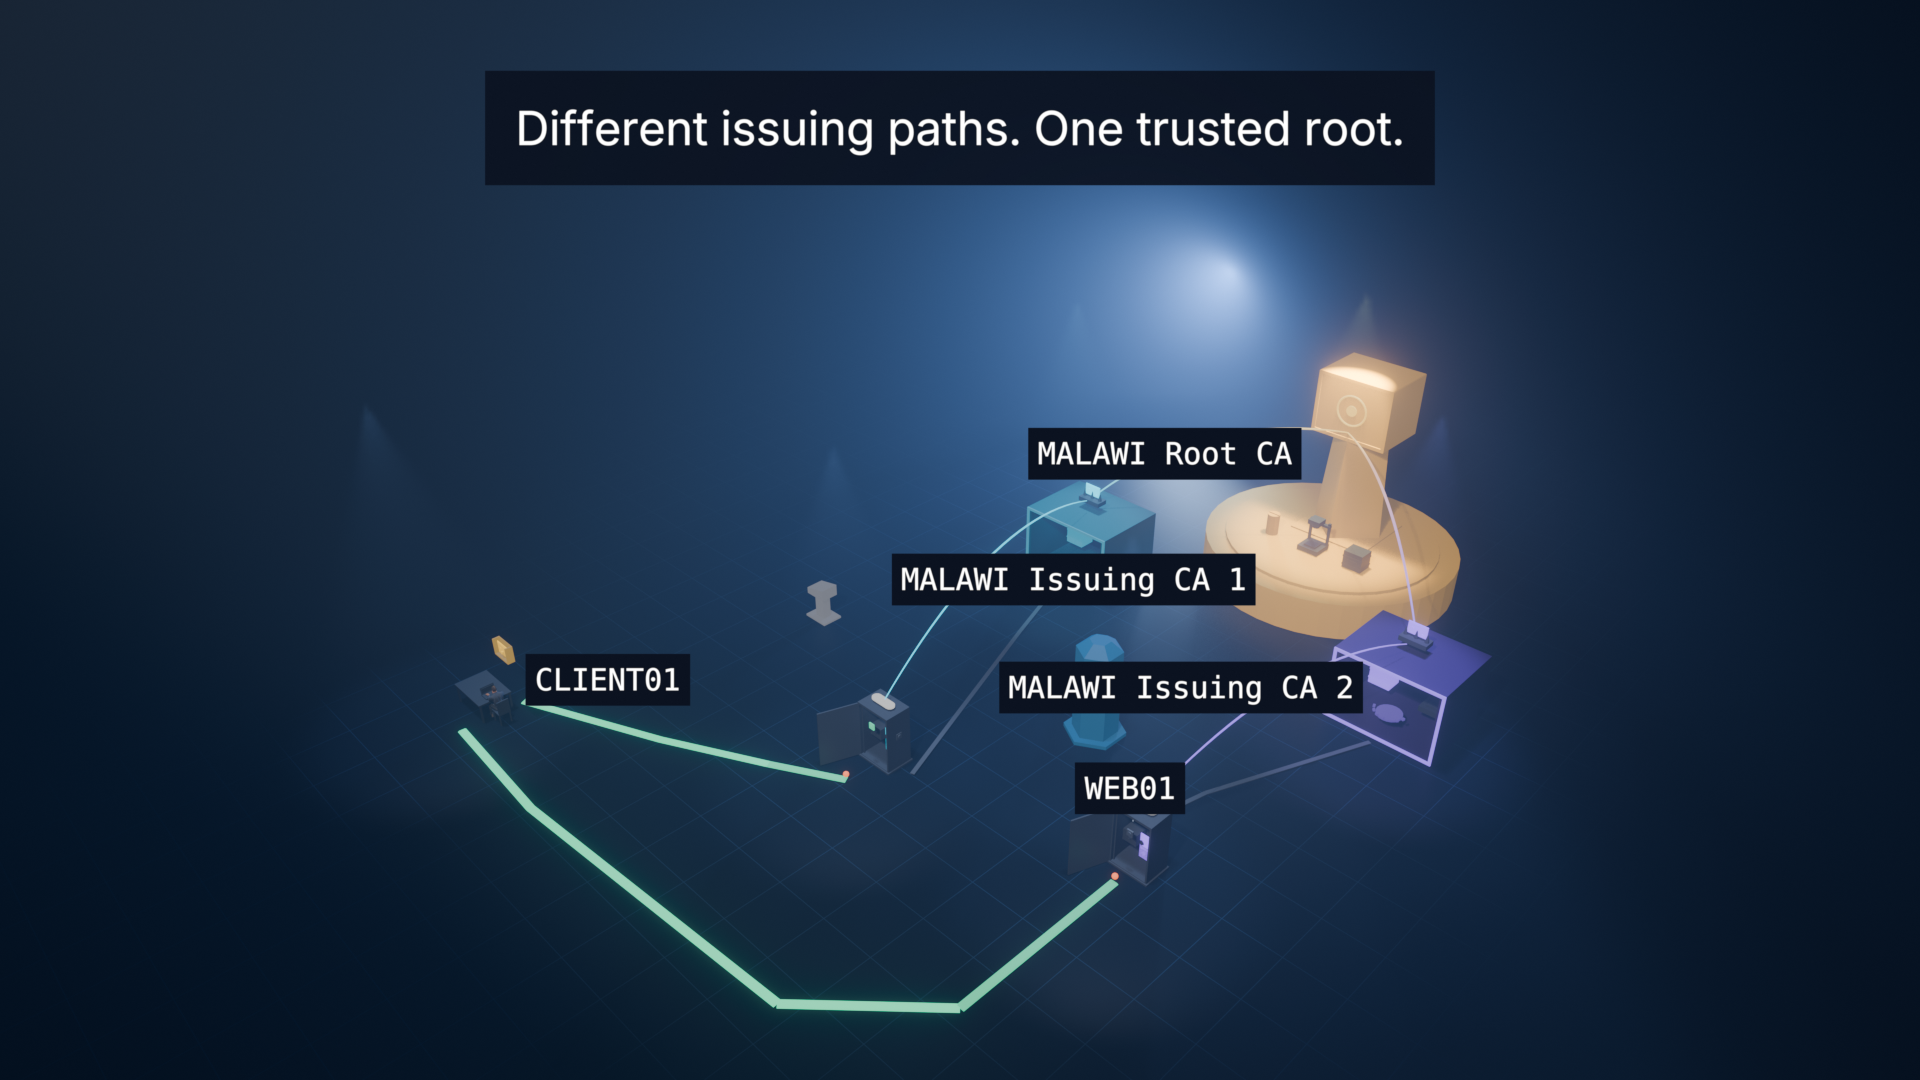 Different issuing paths. One trusted root.
MALAWI Root CA
MALAWI Issuing CA 1
CLIENT01
MALAWI Issuing CA 2
WEB01